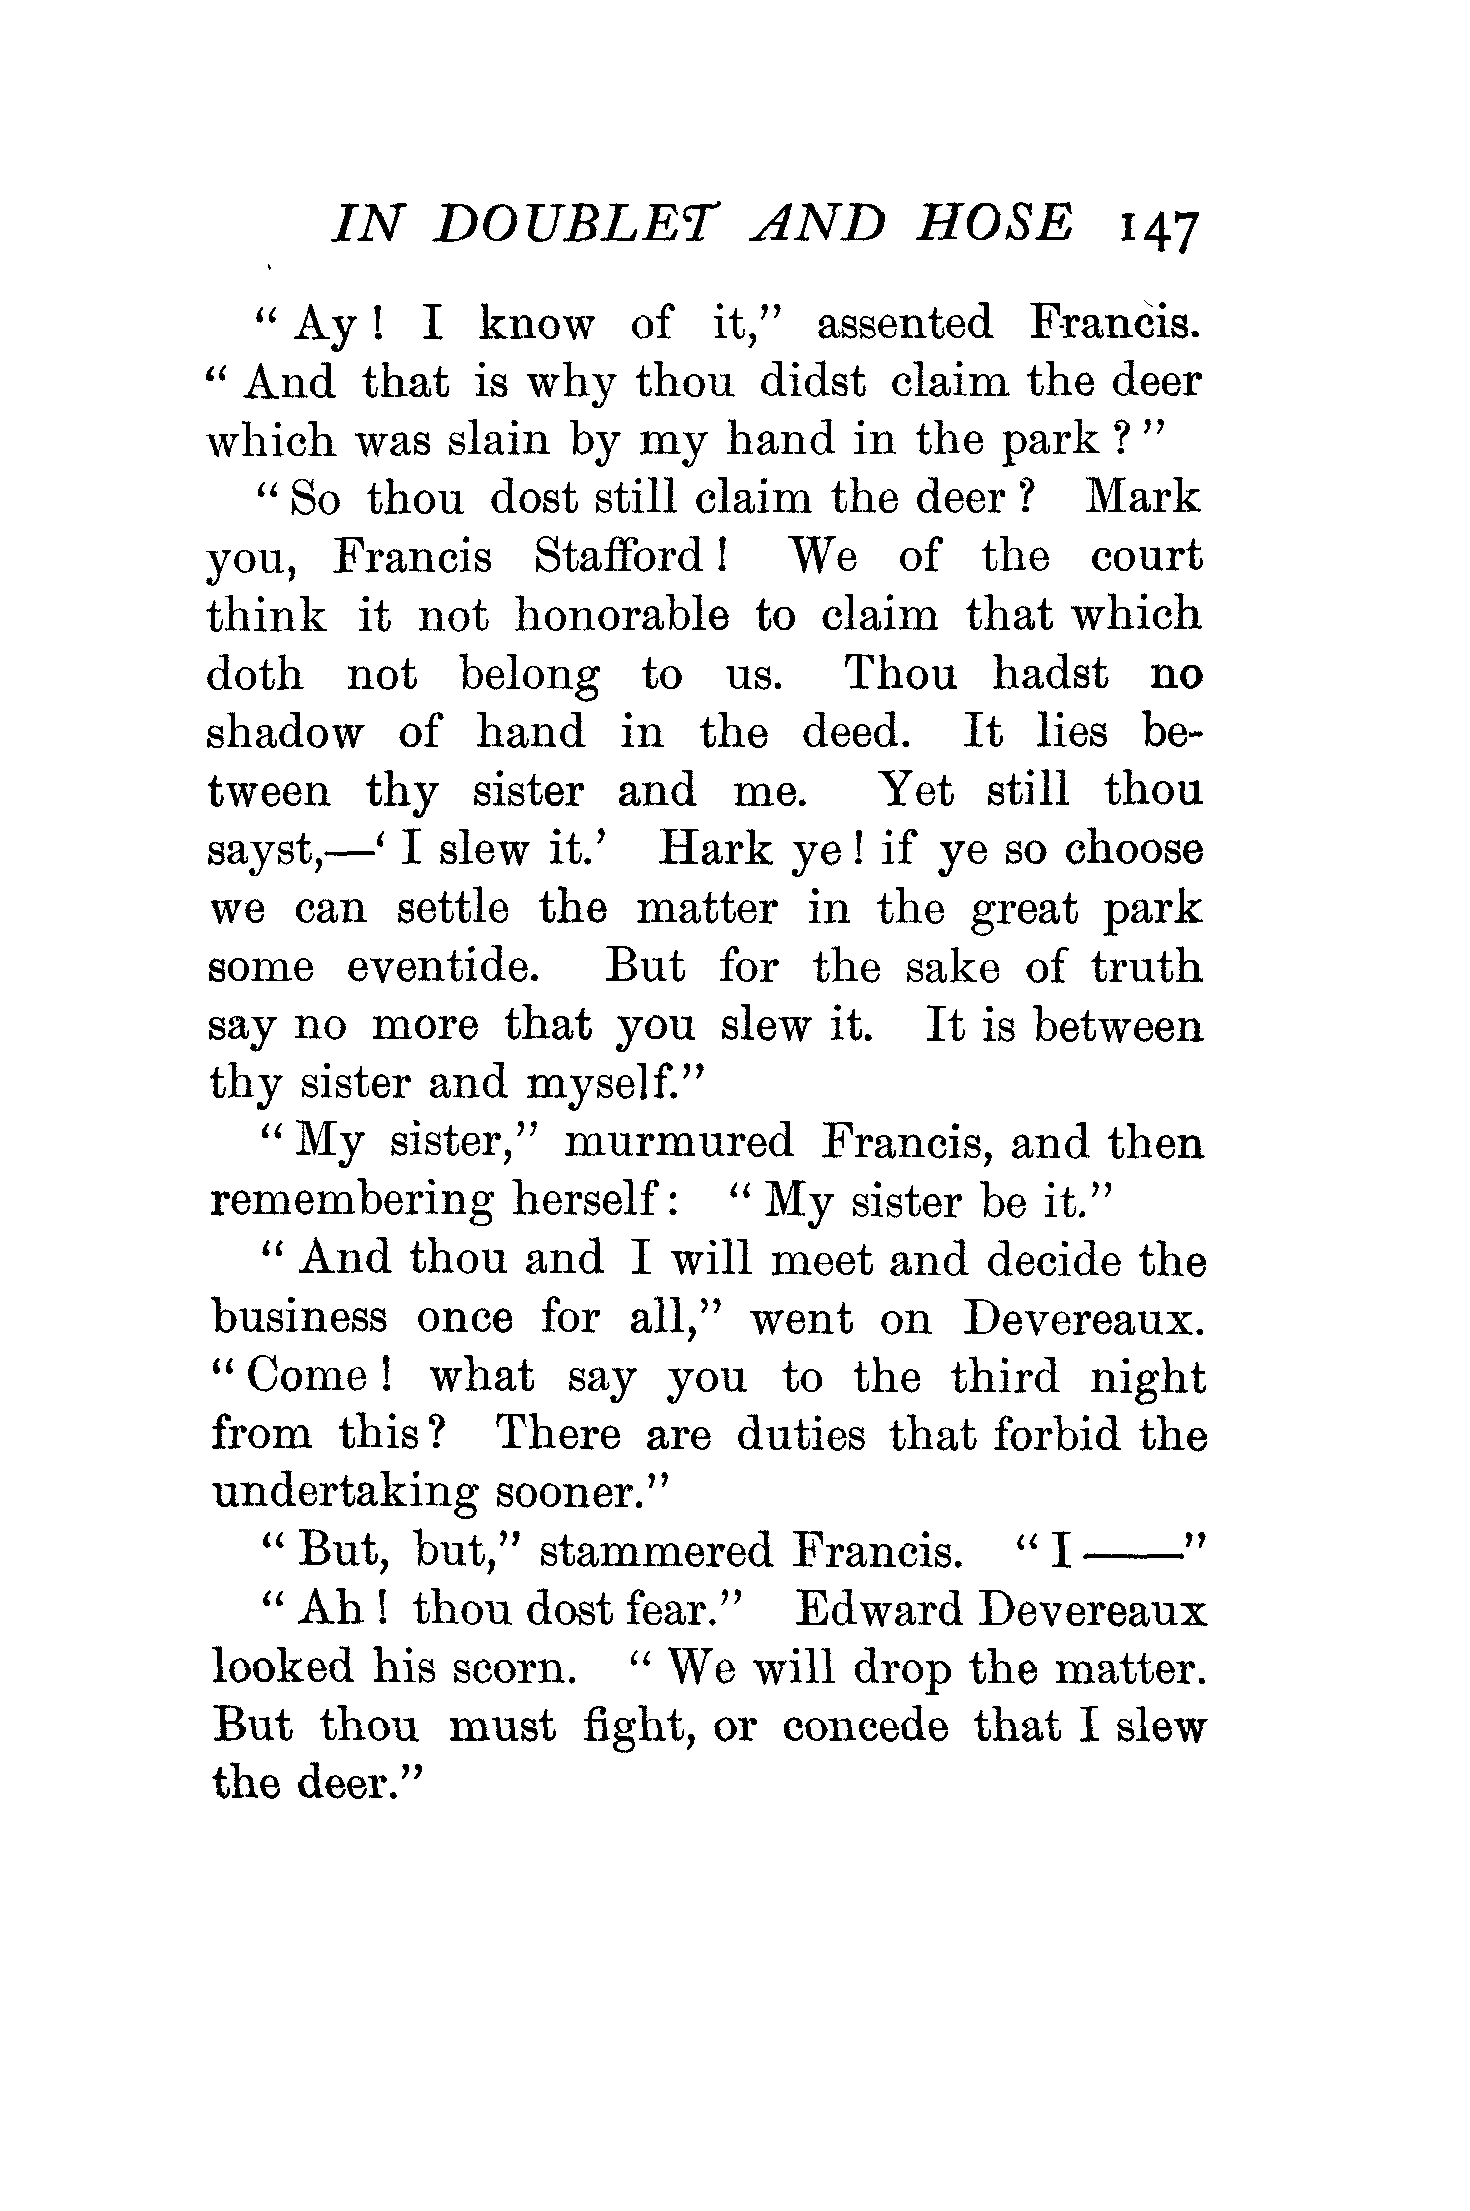 IN DOUBLET AND HOSE 147
“Ay! I know of it,” assented Francis.
“And that is why thou didst claim the deer
which was slain by my hand in the park?”
“So thou dost still claim the deer? Mark
you, Francis Stafford! We of the court
think it not honorable to claim that which
doth not belong to us. Thou hadst no
shadow of hand in the deed. It lies be-
tween thy sister and me. Yet still thou
sayst,—‘I slew it.’ Hark ye! if ye so choose
we can settle the matter in the great park
some eventide. But for the sake of truth
say no more that you slew it. It is between
thy sister and myself.”
“My sister,” murmured Francis, and then
remembering herself: “My sister be it.”
“And thou and I will meet and decide the
business once for all,” went on Devereaux.
“Come! what say you to the third night
from this? There are duties that forbid the
undertaking sooner.”
“But, but,” stammered Francis. “I——”
“Ah! thou dost fear.” Edward Devereaux
looked his scorn. “We will drop the matter.
But thou must fight, or concede that I slew
the deer.”